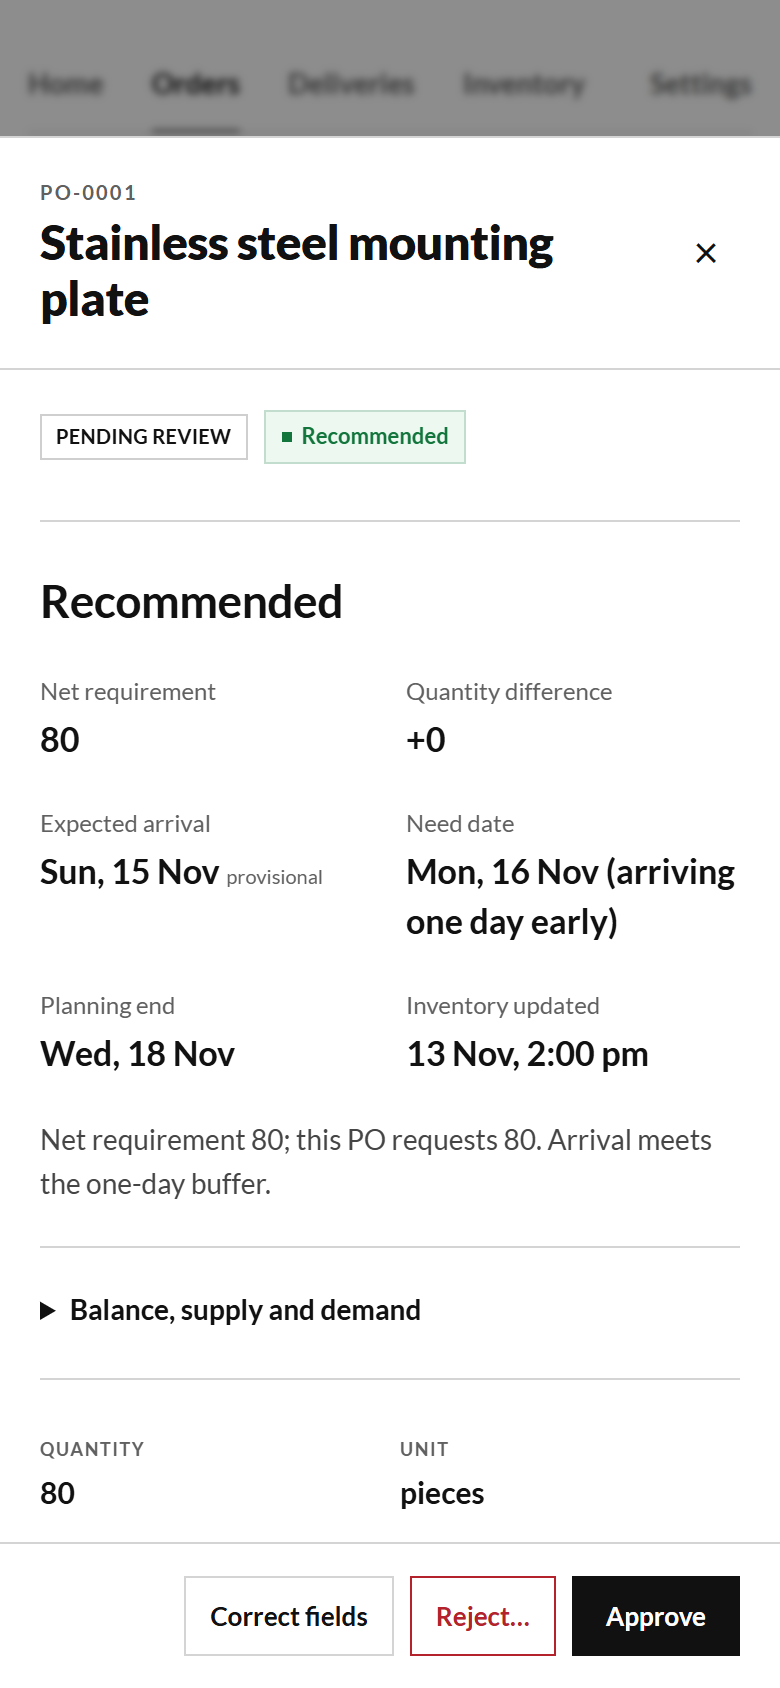 Home Orders Deliveries Inventory Settings
PO-0001
Stainless steel mounting
plate
×
PENDING REVIEW
Recommended
Recommended
Net requirement
80
Quantity difference
+0
Expected arrival
Sun, 15 Nov provisional
Need date
Mon, 16 Nov (arriving
one day early)
Planning end
Wed, 18 Nov
Inventory updated
13 Nov, 2:00 pm
Net requirement 80; this PO requests 80. Arrival meets
the one-day buffer.
Balance, supply and demand
QUANTITY
80
UNIT
pieces
Correct fields
Reject...
Approve